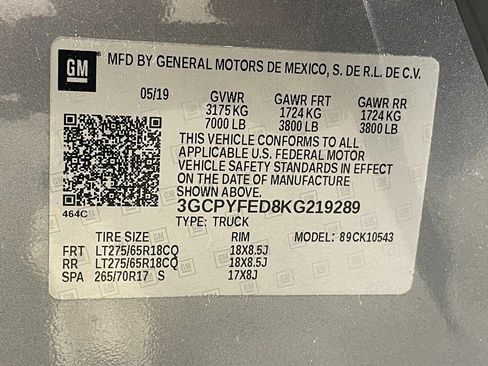 GM
MFD BY GENERAL MOTORS DE MEXICO, S. DE R.L. DE C.V.
05/19 GVWR GAWR FRT GAWR RR
3175 KG 1724 KG 1724 KG
7000 LB 3800 LB 3800 LB
THIS VEHICLE CONFORMS TO ALL
APPLICABLE U.S. FEDERAL MOTOR
VEHICLE SAFETY STANDARDS IN EFFECT
ON THE DATE OF MANUFACTURE
SHOWN ABOVE.
464C 3GCPYFED8KG219289
TYPE: TRUCK
TIRE SIZE RIM MODEL: 89CK10543
FRT LT275/65R18CQ 18X8.5J
RR LT275/65R18CQ 18X8.5J
SPA 265/70R17 S 17X8J